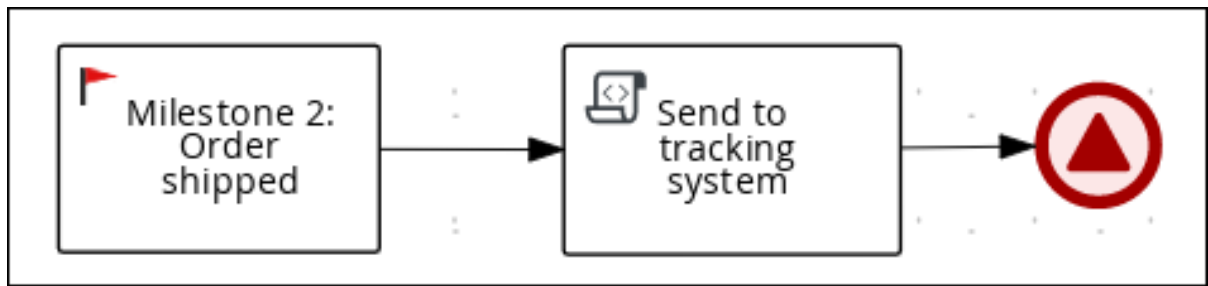 Milestone 2:
Order
shipped
Send to
tracking
system